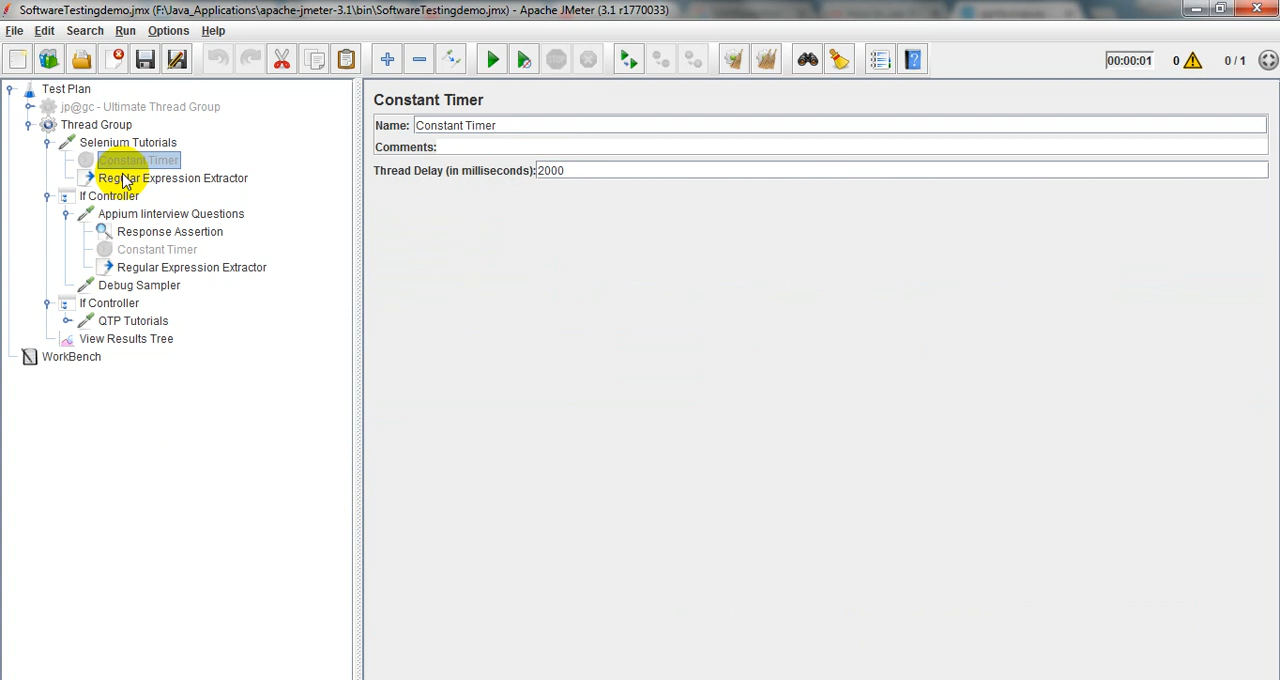 SoftwareTestingdemo.jmx (F:\Java_Applications\apache-jmeter-3.1\bin\SoftwareTestingdemo.jmx) - Apache JMeter (3.1 r1770033)
File Edit Search Run Options Help
00:00:01 0 0 / 1
Test Plan
jp@gc - Ultimate Thread Group
Thread Group
Selenium Tutorials
Constant Timer
Regular Expression Extractor
If Controller
Appium Iinterview Questions
Response Assertion
Constant Timer
Regular Expression Extractor
Debug Sampler
If Controller
QTP Tutorials
View Results Tree
WorkBench
Constant Timer
Name: Constant Timer
Comments:
Thread Delay (in milliseconds): 2000